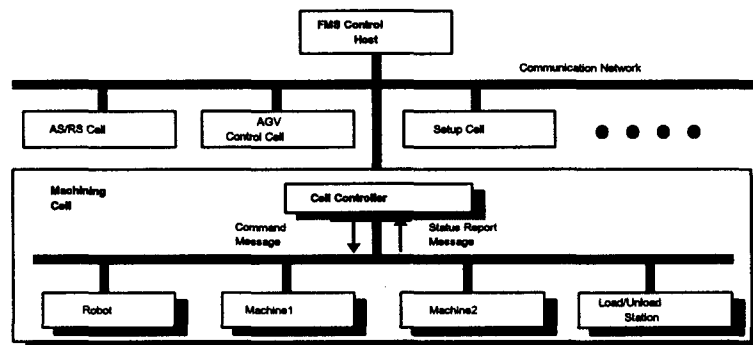 FMS Control
Host
Communication Network
AS/RS Cell
AGV
Control Cell
Setup Cell
Machining
Cell
Cell Controller
Command
Message
Status Report
Message
Robot
Machine1
Machine2
Load/Unload
Station